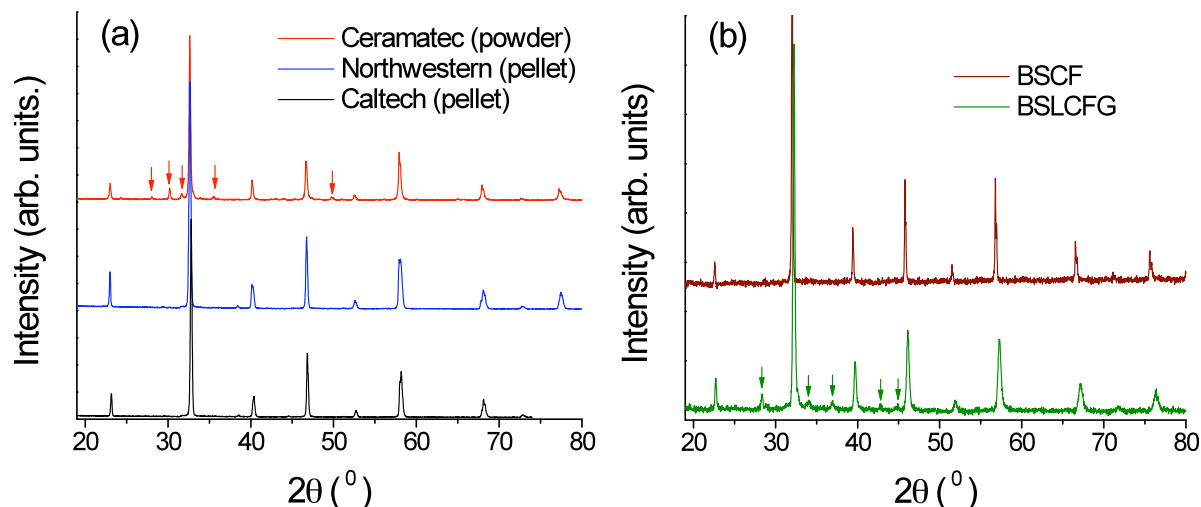 (a)
Ceramatec (powder)
Northwestern (pellet)
Caltech (pellet)
Intensity (arb. units.)
20 30 40 50 60 70 80
2θ (⁰)
(b)
BSCF
BSLCFG
Intensity (arb. units)
20 30 40 50 60 70 80
2θ (⁰)